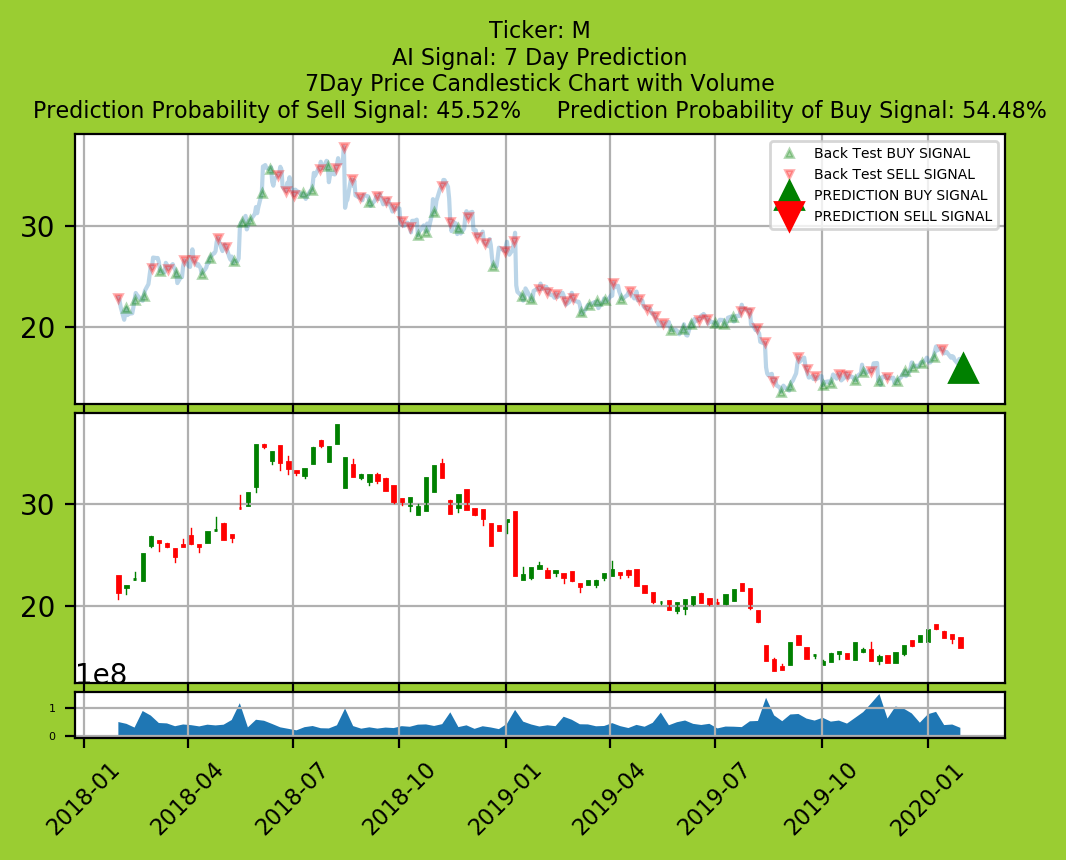 Ticker: M
AI Signal: 7 Day Prediction
7Day Price Candlestick Chart with Volume
Prediction Probability of Sell Signal: 45.52% Prediction Probability of Buy Signal: 54.48%
Back Test BUY SIGNAL
Back Test SELL SIGNAL
PREDICTION BUY SIGNAL
PREDICTION SELL SIGNAL
30
20
30
20
1e8
1
0
2018-01 2018-04 2018-07 2018-10 2019-01 2019-04 2019-07 2019-10 2020-01